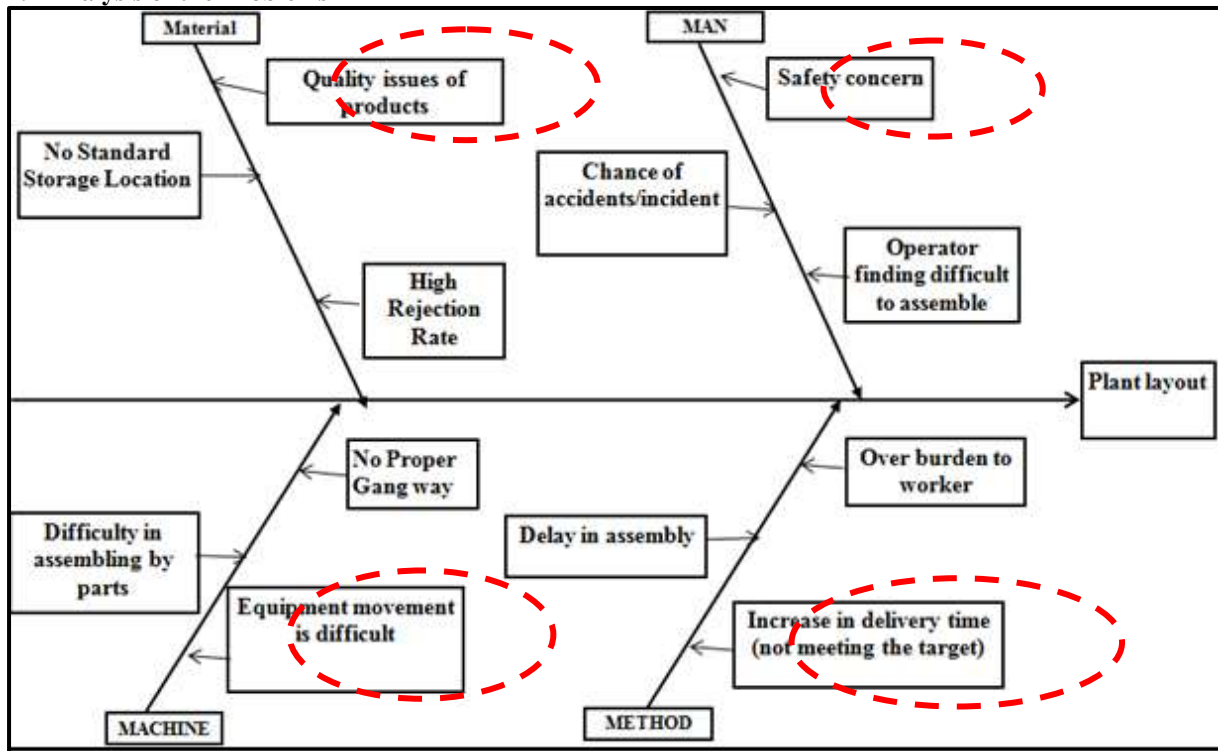 Material
MAN
Quality issues of
products
Safety concern
No Standard
Storage Location
Chance of
accidents/incident
Operator
finding difficult
to assemble
High
Rejection
Rate
Plant layout
No Proper
Gang way
Over burden to
worker
Difficulty in
assembling by
parts
Delay in assembly
Equipment movement
is difficult
Increase in delivery time
(not meeting the target)
MACHINE
METHOD